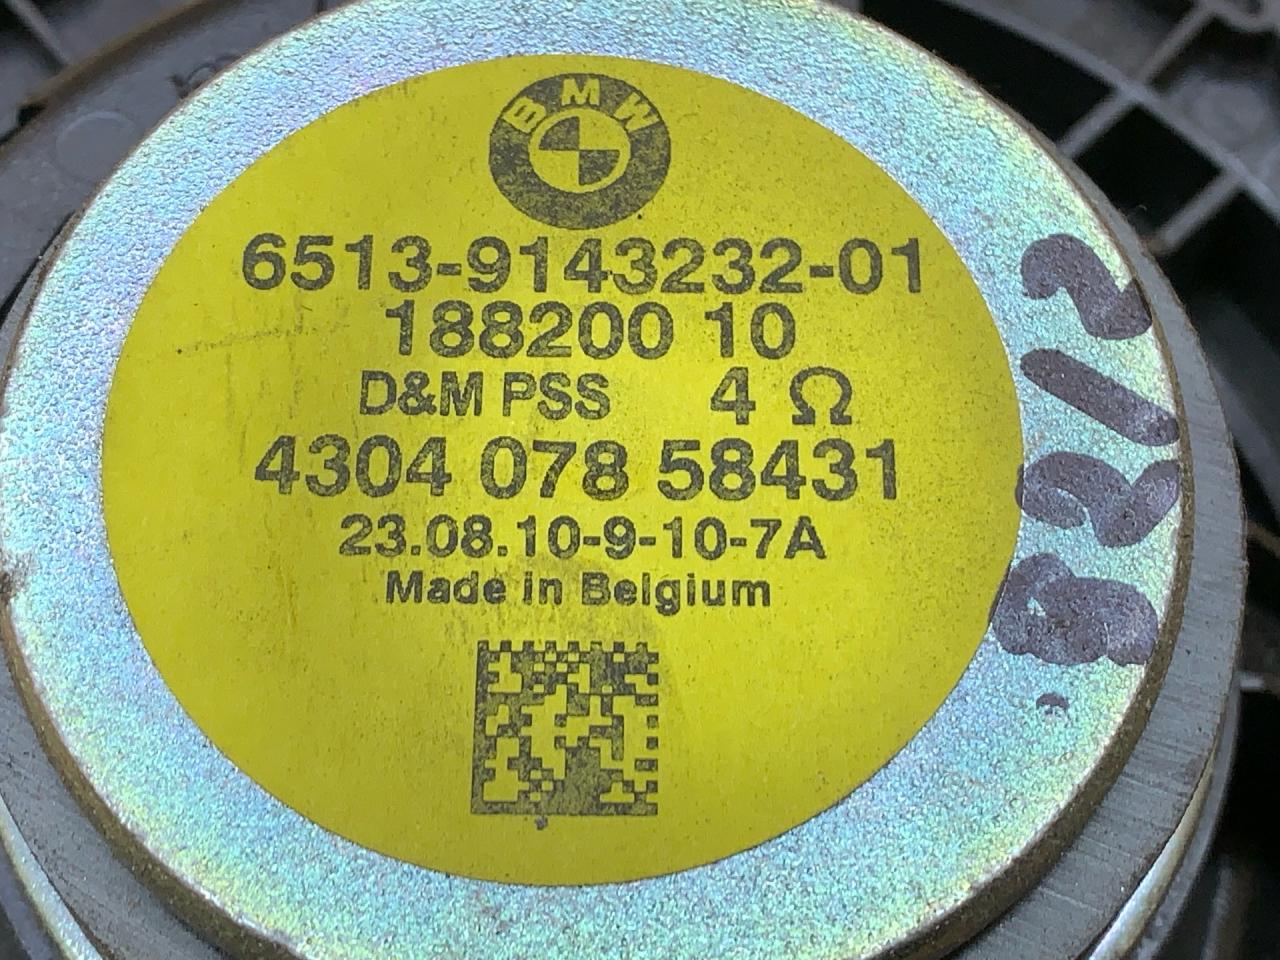 BMW
6513-9143232-01
188200 10
D&M PSS 4 Ω
4304 078 58431
23.08.10-9-10-7A
Made in Belgium